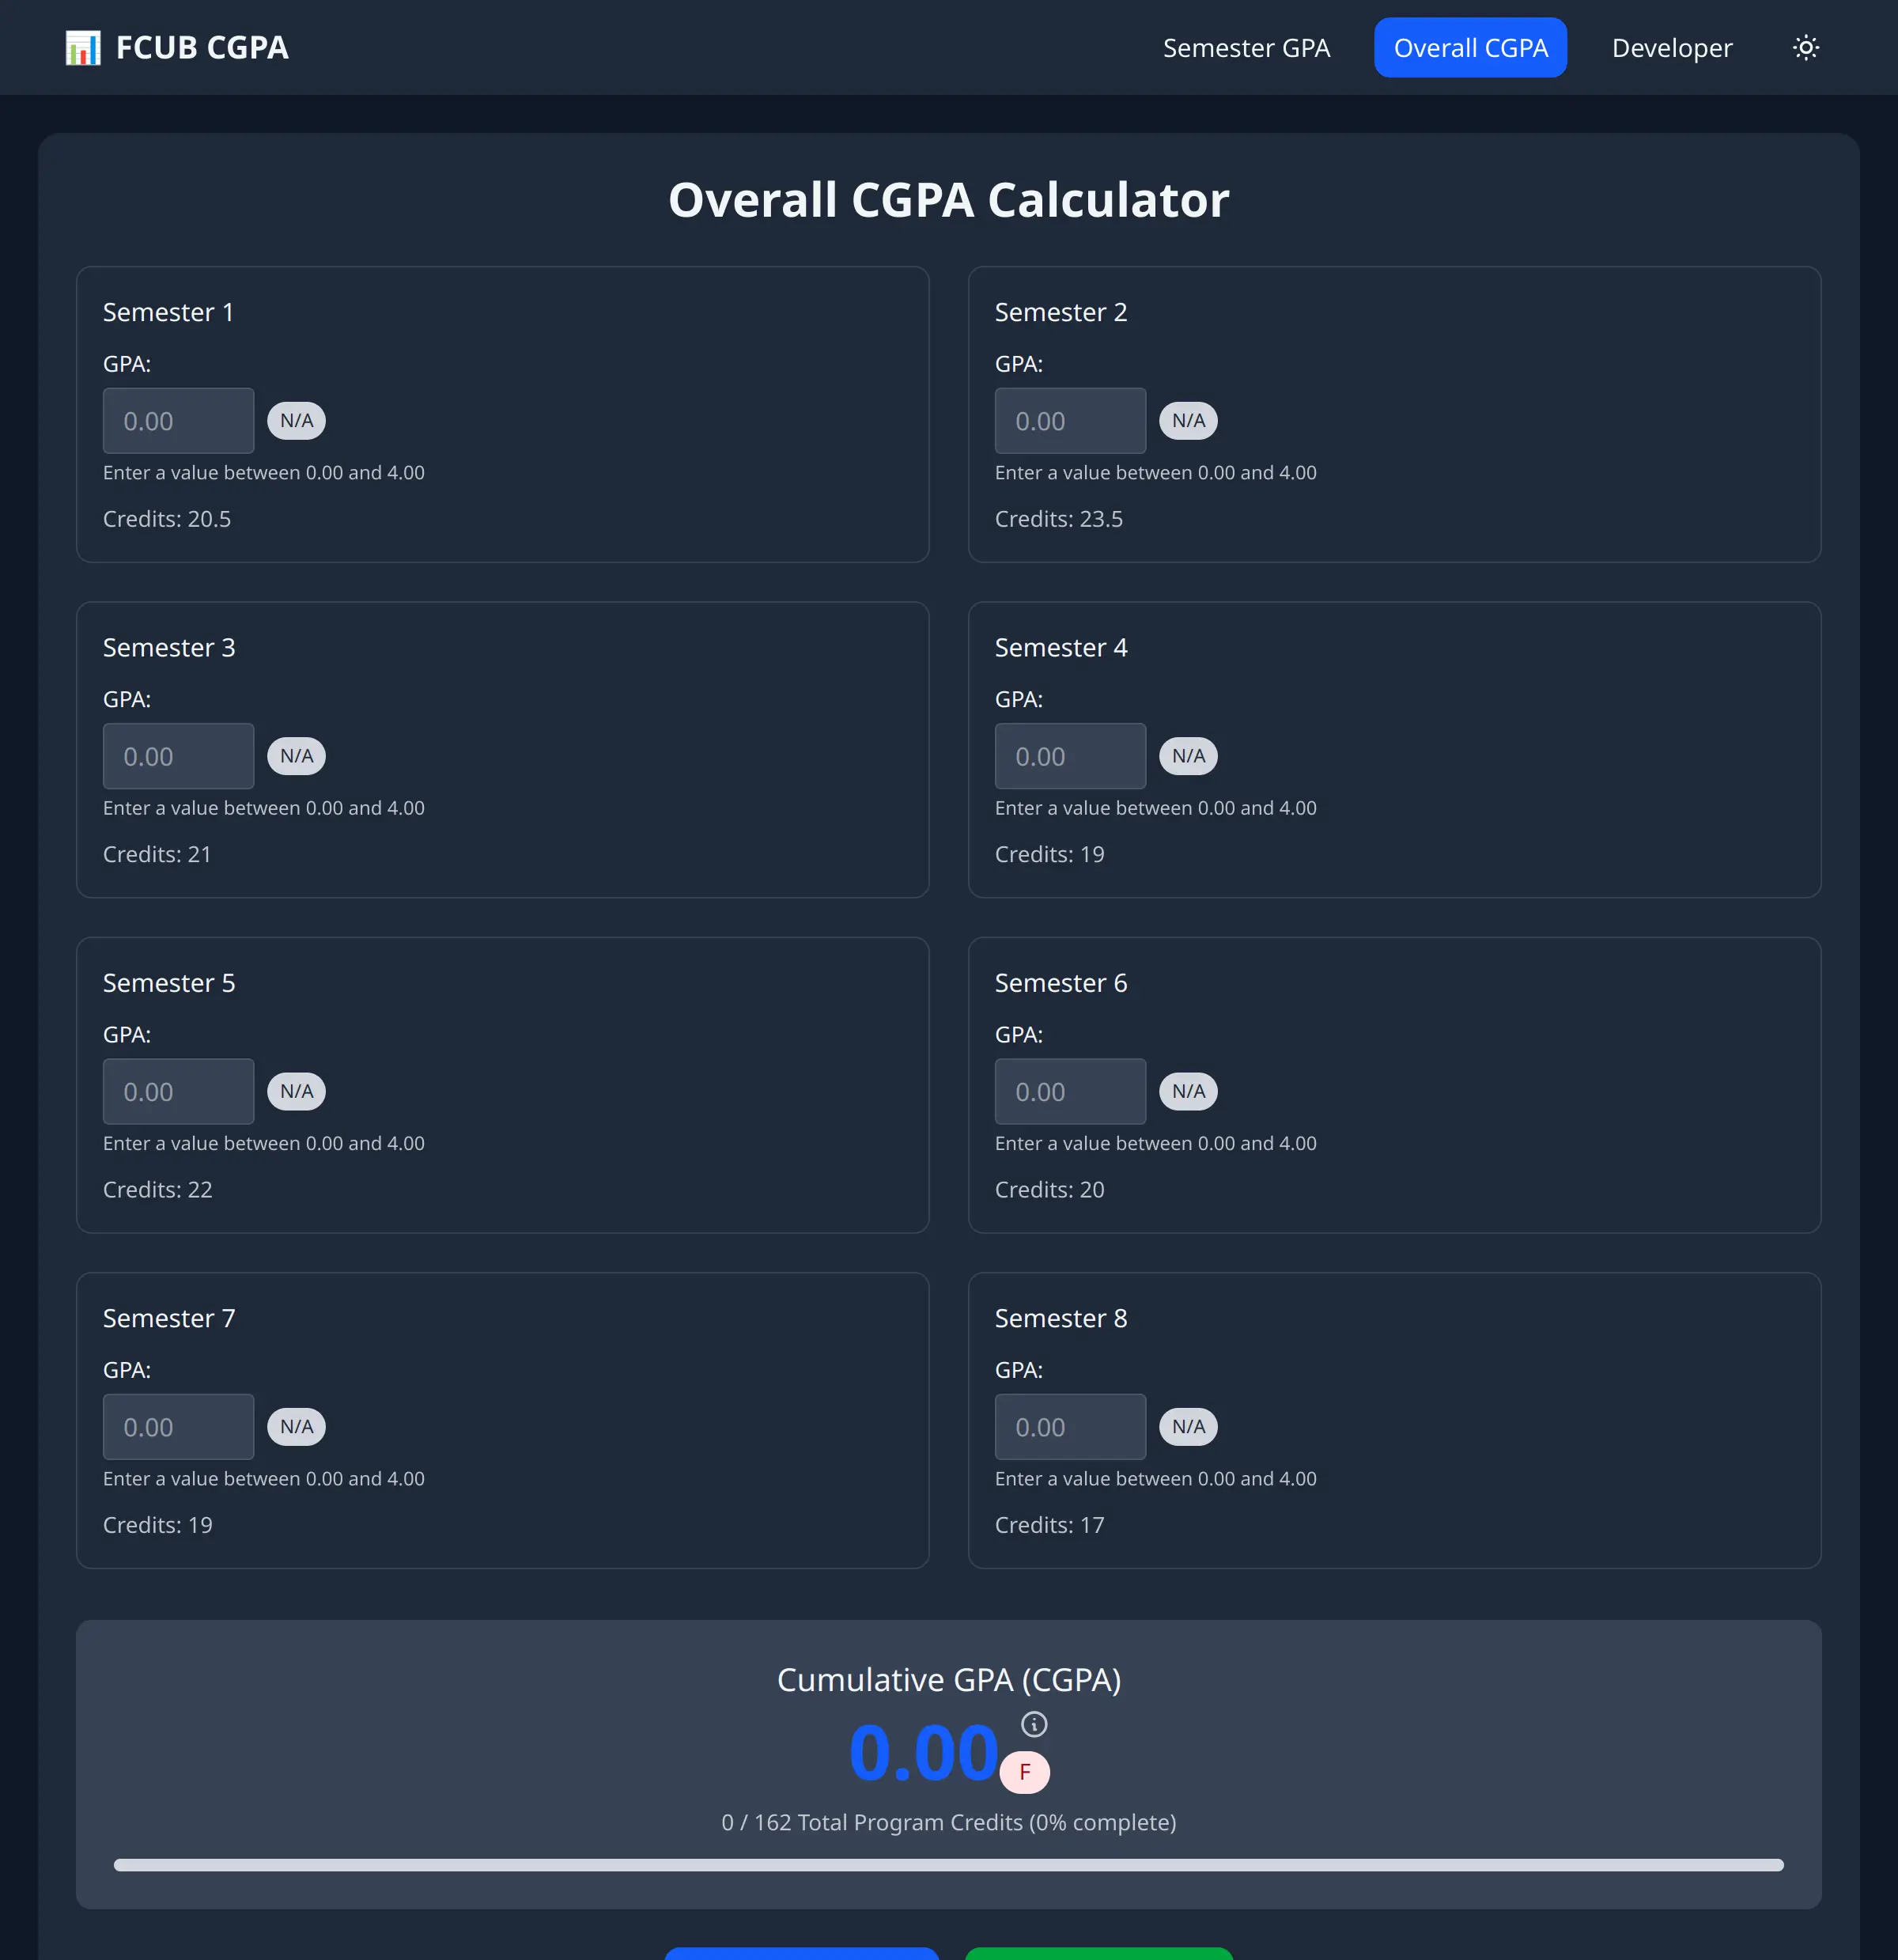 FCUB CGPA
Semester GPA
Overall CGPA
Developer
Overall CGPA Calculator
Semester 1
GPA:
0.00
N/A
Enter a value between 0.00 and 4.00
Credits: 20.5
Semester 2
GPA:
0.00
N/A
Enter a value between 0.00 and 4.00
Credits: 23.5
Semester 3
GPA:
0.00
N/A
Enter a value between 0.00 and 4.00
Credits: 21
Semester 4
GPA:
0.00
N/A
Enter a value between 0.00 and 4.00
Credits: 19
Semester 5
GPA:
0.00
N/A
Enter a value between 0.00 and 4.00
Credits: 22
Semester 6
GPA:
0.00
N/A
Enter a value between 0.00 and 4.00
Credits: 20
Semester 7
GPA:
0.00
N/A
Enter a value between 0.00 and 4.00
Credits: 19
Semester 8
GPA:
0.00
N/A
Enter a value between 0.00 and 4.00
Credits: 17
Cumulative GPA (CGPA)
0.00
F
0 / 162 Total Program Credits (0% complete)